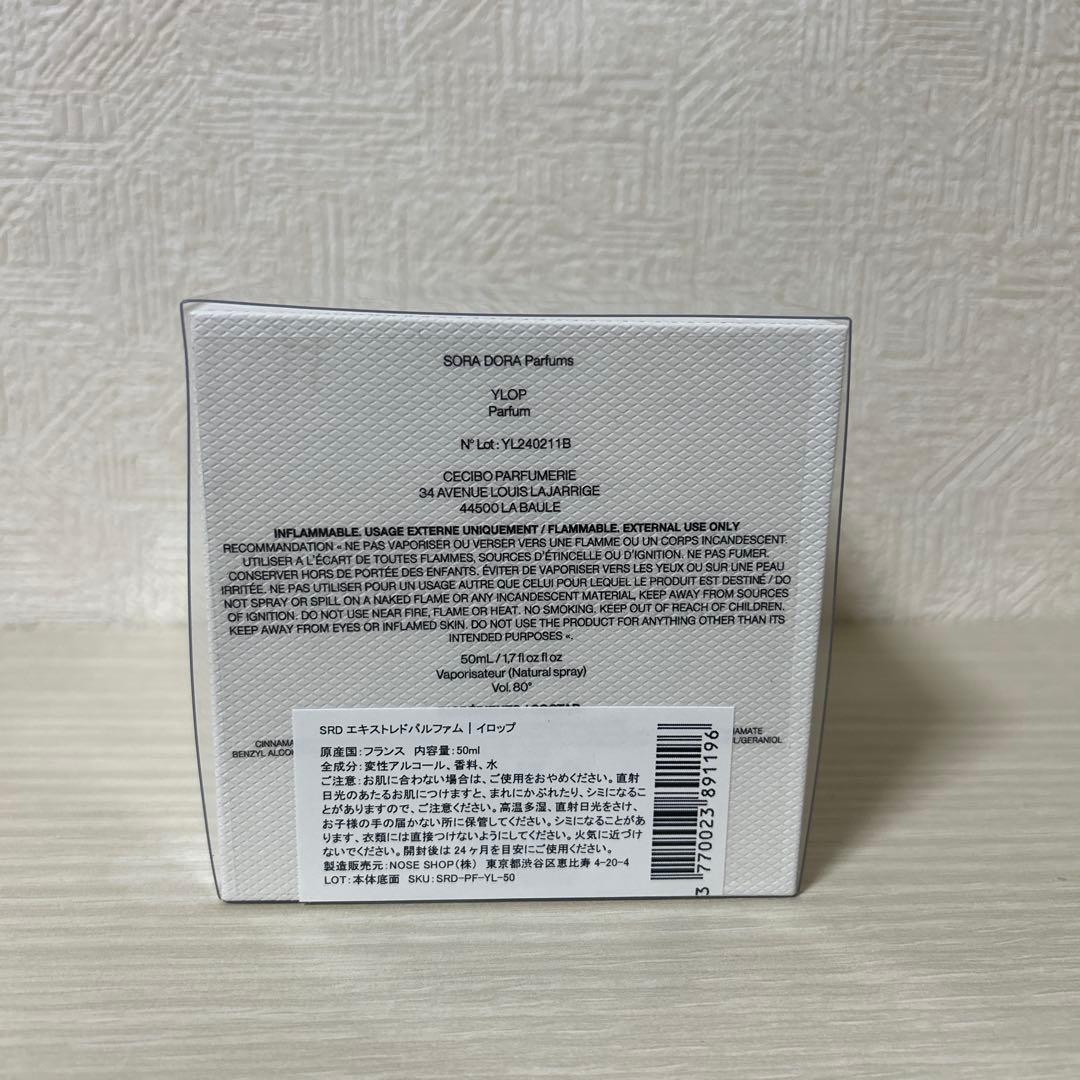 SORA DORA Parfums
YLOP
Parfum
N° Lot : YL240211B
CECIBO PARFUMERIE
34 AVENUE LOUIS LAJARRIGE
44500 LA BAULE
INFLAMMABLE. USAGE EXTERNE UNIQUEMENT / FLAMMABLE. EXTERNAL USE ONLY
RECOMMANDATION « NE PAS VAPORISER OU VERSER VERS UNE FLAMME OU UN CORPS INCANDESCENT.
UTILISER A L'ÉCART DE TOUTES FLAMMES, SOURCES D'ÉTINCELLE OU D'IGNITION. NE PAS FUMER.
CONSERVER HORS DE PORTÉE DES ENFANTS. ÉVITER DE VAPORISER VERS LES YEUX OU SUR UNE PEAU
IRRITÉE. NE PAS UTILISER POUR UN USAGE AUTRE QUE CELUI POUR LEQUEL LE PRODUIT EST DESTINÉ / DO
NOT SPRAY OR SPILL ON A NAKED FLAME OR ANY INCANDESCENT MATERIAL, KEEP AWAY FROM SOURCES
OF IGNITION. DO NOT USE NEAR FIRE, FLAME OR HEAT. NO SMOKING. KEEP OUT OF REACH OF CHILDREN.
KEEP AWAY FROM EYES OR INFLAMED SKIN. DO NOT USE THE PRODUCT FOR ANYTHING OTHER THAN ITS
INTENDED PURPOSES «.
50mL / 1,7 fl oz fl oz
Vaporisateur (Natural spray)
Vol. 80°
BENZYL
/GERANIOL
SRD エキストレドパルファム | イロップ
原産国：フランス 内容量：50ml
全成分：変性アルコール、香料、水
ご注意：お肌に合わない場合は、ご使用をおやめください。直射
日光のあたるお肌につけますと、まれにかぶれたり、シミになるこ
とがありますので、ご注意ください。高温多湿、直射日光をさけ、
お子様の手の届かない所に保管してください。シミになることがあ
ります、衣類には直接つけないようにしてください。火気に近づけ
ないでください。開封後は24ヶ月を目安にご使用ください。
製造販売元：NOSE SHOP（株） 東京都渋谷区恵比寿 4-20-4
LOT：本体底面 SKU：SRD-PF-YL-50
3 770023 891196